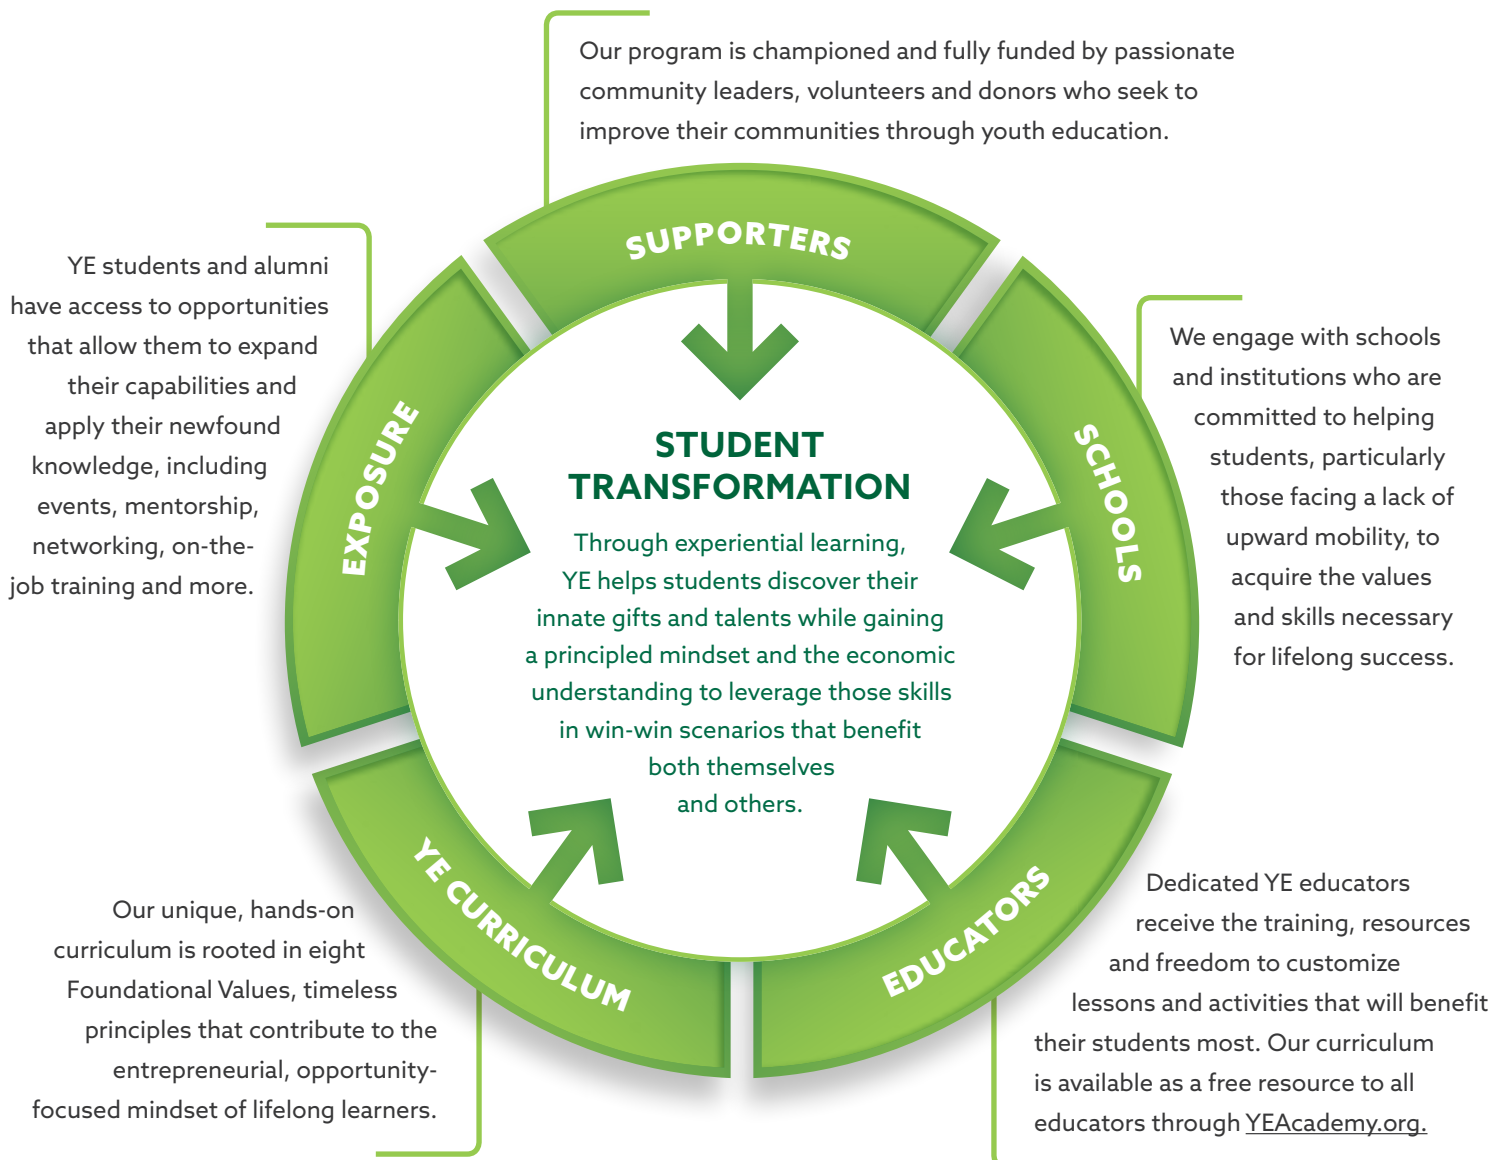 Our program is championed and fully funded by passionate
community leaders, volunteers and donors who seek to
improve their communities through youth education.
SUPPORTERS
YE students and alumni
have access to opportunities
that allow them to expand
their capabilities and
apply their newfound
knowledge, including
events, mentorship,
networking, on-the-
job training and more.
EXPOSURE
We engage with schools
and institutions who are
committed to helping
students, particularly
those facing a lack of
upward mobility, to
acquire the values
and skills necessary
for lifelong success.
SCHOOLS
STUDENT
TRANSFORMATION
Through experiential learning,
YE helps students discover their
innate gifts and talents while gaining
a principled mindset and the economic
understanding to leverage those skills
in win-win scenarios that benefit
both themselves
and others.
YE CURRICULUM
Our unique, hands-on
curriculum is rooted in eight
Foundational Values, timeless
principles that contribute to the
entrepreneurial, opportunity-
focused mindset of lifelong learners.
EDUCATORS
Dedicated YE educators
receive the training, resources
and freedom to customize
lessons and activities that will benefit
their students most. Our curriculum
is available as a free resource to all
educators through YEAcademy.org.